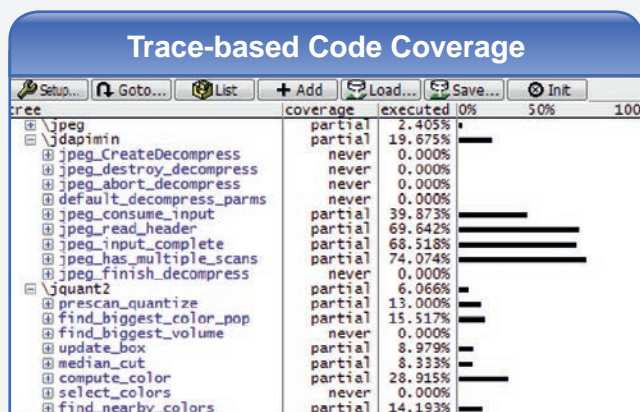 Trace-based Code Coverage
Setup... Goto... List Add Load... Save... Init
tree coverage executed 0% 50% 100
\jpeg partial 2.405%
\jdapimin partial 19.675%
jpeg_CreateDecompress never 0.000%
jpeg_destroy_decompress never 0.000%
jpeg_abort_decompress never 0.000%
default_decompress_parms never 0.000%
jpeg_consume_input partial 39.873%
jpeg_read_header partial 69.642%
jpeg_input_complete partial 68.518%
jpeg_has_multiple_scans partial 74.074%
jpeg_finish_decompress never 0.000%
\jquant2 partial 6.066%
prescan_quantize partial 13.000%
find_biggest_color_pop partial 15.517%
find_biggest_volume never 0.000%
update_box partial 8.979%
median_cut partial 8.333%
compute_color partial 28.915%
select_colors never 0.000%
find_nearby_colors partial 14.193%